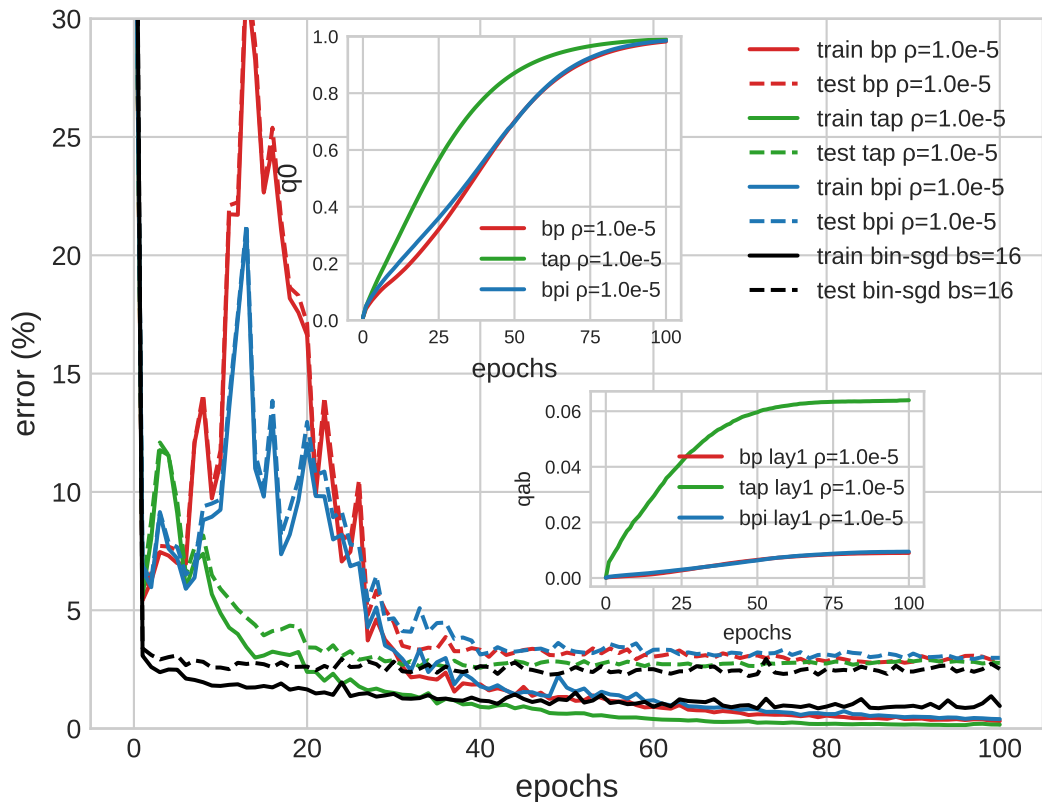 30
25
20
15
10
5
0
error (%)
0
20
40
60
80
100
epochs
1.0
0.8
0.6
0.4
0.2
0.0
q0
0
25
50
75
100
epochs
bp ρ=1.0e-5
tap ρ=1.0e-5
bpi ρ=1.0e-5
train bp ρ=1.0e-5
test bp ρ=1.0e-5
train tap ρ=1.0e-5
test tap ρ=1.0e-5
train bpi ρ=1.0e-5
test bpi ρ=1.0e-5
train bin-sgd bs=16
test bin-sgd bs=16
0.06
0.04
0.02
0.00
qab
bp lay1 ρ=1.0e-5
tap lay1 ρ=1.0e-5
bpi lay1 ρ=1.0e-5
0
25
50
75
100
epochs